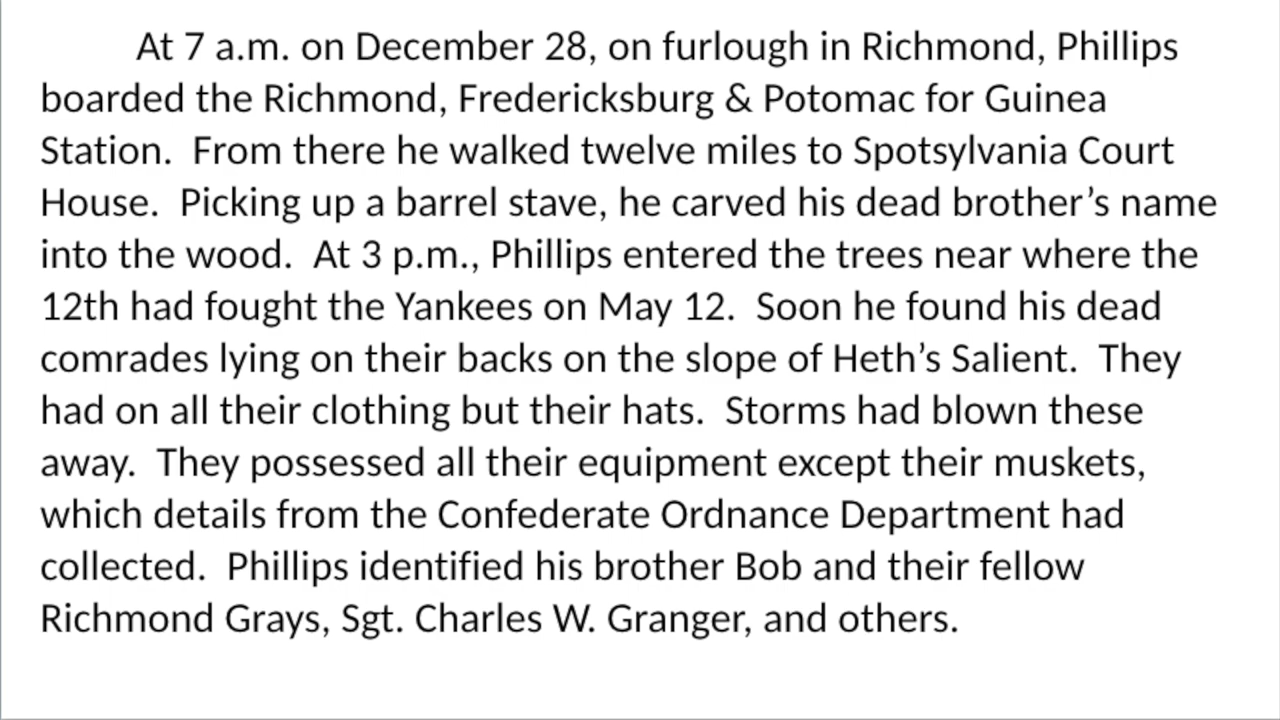 At 7 a.m. on December 28, on furlough in Richmond, Phillips
boarded the Richmond, Fredericksburg & Potomac for Guinea
Station.  From there he walked twelve miles to Spotsylvania Court
House.  Picking up a barrel stave, he carved his dead brother’s name
into the wood.  At 3 p.m., Phillips entered the trees near where the
12th had fought the Yankees on May 12.  Soon he found his dead
comrades lying on their backs on the slope of Heth’s Salient.  They
had on all their clothing but their hats.  Storms had blown these
away.  They possessed all their equipment except their muskets,
which details from the Confederate Ordnance Department had
collected.  Phillips identified his brother Bob and their fellow
Richmond Grays, Sgt. Charles W. Granger, and others.